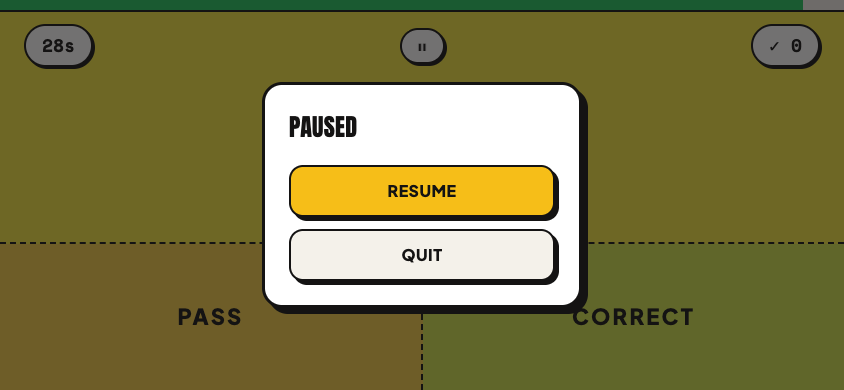 28s
⏸
✓ 0
PAUSED
RESUME
QUIT
PASS
CORRECT